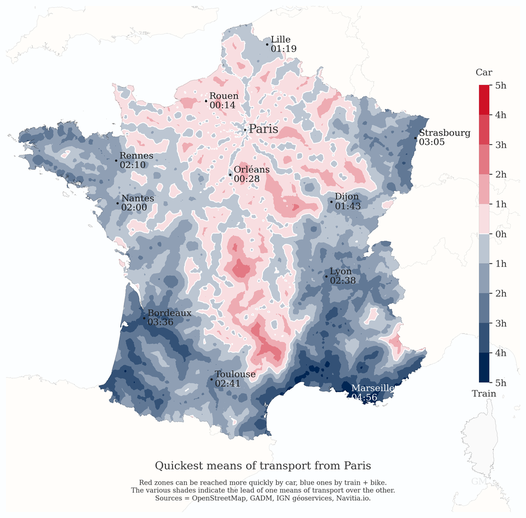 Car
5h
4h
3h
2h
1h
0h
1h
2h
3h
4h
5h
Train
Lille
01:19
Rouen
00:14
Paris
Strasbourg
03:05
Rennes
02:10
Orléans
00:28
Nantes
02:00
Dijon
01:43
Lyon
02:38
Bordeaux
03:36
Toulouse
02:41
Marseille
04:56
Quickest means of transport from Paris
Red zones can be reached more quickly by car, blue ones by train + bike.
The various shades indicate the lead of one means of transport over the other.
Sources = OpenStreetMap, GADM, IGN géoservices, Navitia.io.